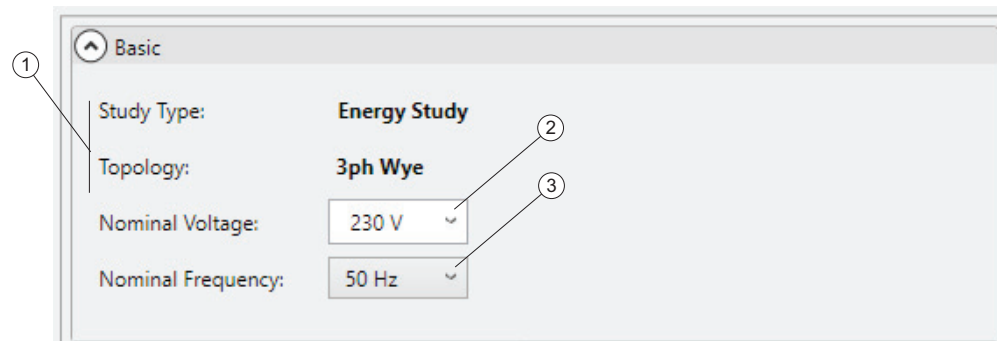 Basic
1
Study Type: Energy Study
2
Topology: 3ph Wye
3
Nominal Voltage: 230 V
Nominal Frequency: 50 Hz